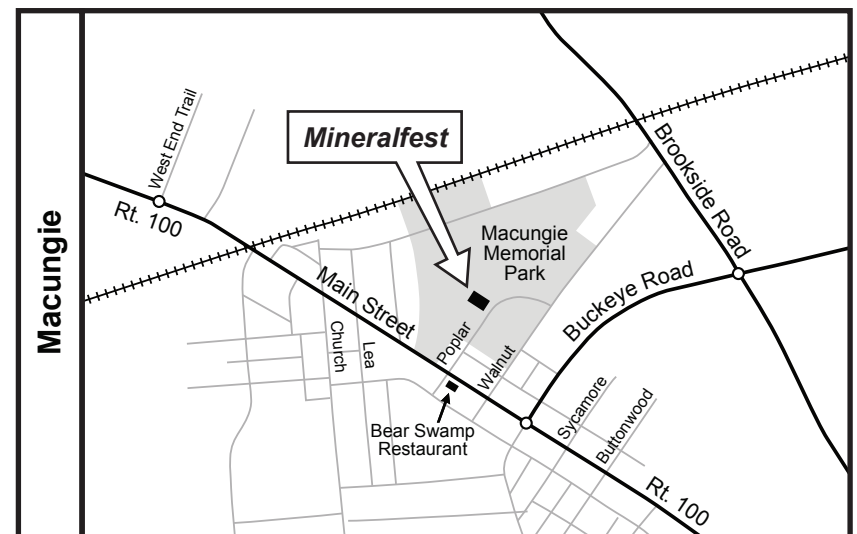 Macungie
West End Trail
Rt. 100
Mineralfest
Brookside Road
Macungie
Memorial
Park
Main Street
Buckeye Road
Church
Lea
Poplar
Walnut
Sycamore
Buttonwood
Bear Swamp
Restaurant
Rt. 100